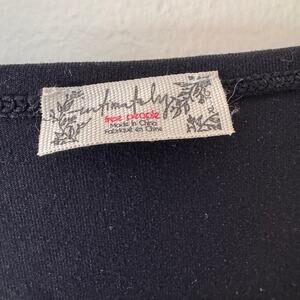 intimately
free people
Made in China
Fabriqué en Chine